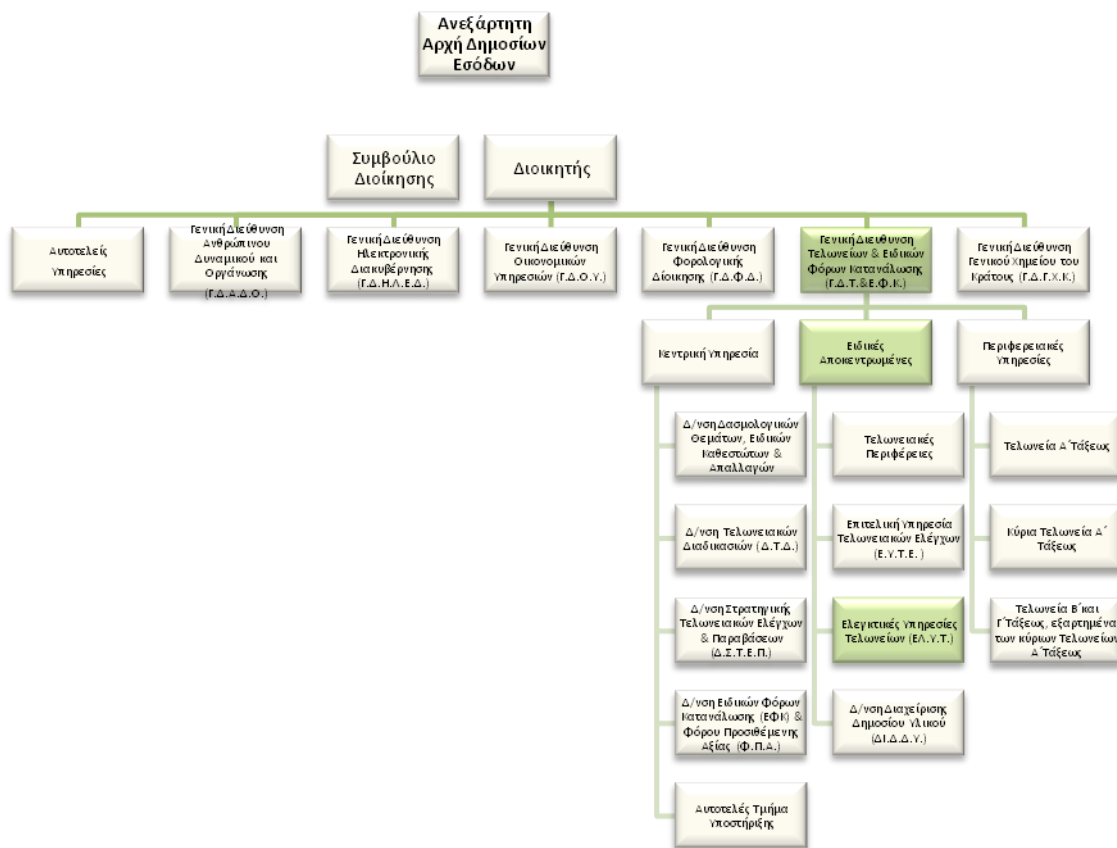 Ανεξάρτητη
Αρχή Δημοσίων
Εσόδων
Συμβούλιο
Διοίκησης
Διοικητής
Αυτοτελείς
Υπηρεσίες
Γενική Διεύθυνση
Ανθρώπινου
Δυναμικού και
Οργάνωσης
(Γ.Δ.Α.Δ.Ο.)
Γενική Διεύθυνση
Ηλεκτρονικής
Διακυβέρνησης
(Γ.Δ.ΗΛ.Ε.Δ.)
Γενική Διεύθυνση
Οικονομικών
Υπηρεσιών (Γ.Δ.Ο.Υ.)
Γενική Διεύθυνση
Φορολογικής
Δίοικησης (Γ.Δ.Φ.Δ.)
Γενική Διευθυνση
Τελωνείων & Ειδικών
Φόρων Κατανάλωσης
(Γ.Δ.Τ.&Ε.Φ.Κ.)
Γενική Διεύθυνση
Γενικού Χημείου του
Κράτους (Γ.Δ.Γ.Χ.Κ.)
Κεντρική Υπηρεσία
Ειδικές
Αποκεντρωμένες
Περιφερειακές
Υπηρεσίες
Δ/νση Δασμολογικών
Θεμάτων, Ειδικών
Καθεστώτων &
Απαλλαγών
Τελωνειακές
Περιφέρειες
Τελωνεία Α΄Τάξεως
Δ/νση Τελωνειακών
Διαδικασιών (Δ.Τ.Δ.)
Επιτελική Υπηρεσία
Τελωνειακών Ελέγχων
(Ε.Υ.Τ.Ε. )
Κύρια Τελωνεία Α΄
Τάξεως
Δ/νση Στρατηγικής
Τελωνειακών Ελέγχων
& Παραβάσεων
(Δ.Σ.Τ.Ε.Π.)
Ελεγκτικές Υπηρεσίες
Τελωνείων (ΕΛ.Υ.Τ.)
Τελωνεία Β΄και
Γ΄Τάξεως, εξαρτημένα
των κύριων Τελωνείων
Α΄Τάξεως
Δ/νση Ειδικών Φόρων
Κατανάλωσης (ΕΦΚ) &
Φόρου Προσιθέμενης
Αξίας (Φ.Π.Α.)
Δ/νση Διαχείρισης
Δημοσίου Υλικού
(ΔΙ.Δ.Δ.Υ.)
Αυτοτελές Τμήμα
Υποστήριξης